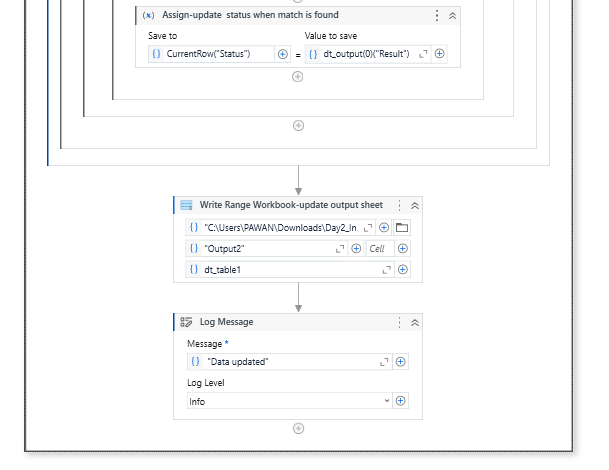 (x) Assign-update status when match is found
Save to
Value to save
CurrentRow("Status")
=
dt_output(0)("Result")
Write Range Workbook-update output sheet
"C:\Users\PAWAN\Downloads\Day2_In
"Output2"
Cell
dt_table1
Log Message
Message *
"Data updated"
Log Level
Info